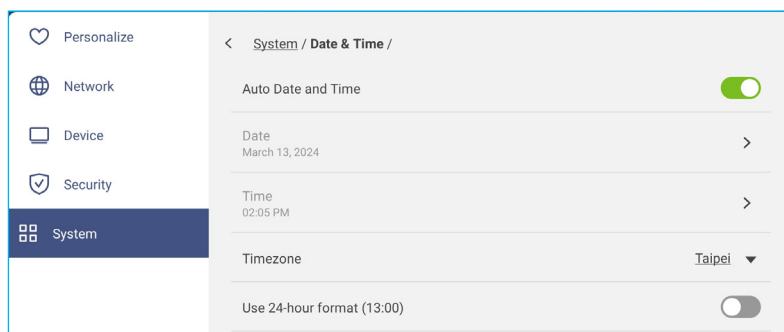 Personalize
Network
Device
Security
System
System / Date & Time /
Auto Date and Time
Date
March 13, 2024
Time
02:05 PM
Timezone
Taipei
Use 24-hour format (13:00)